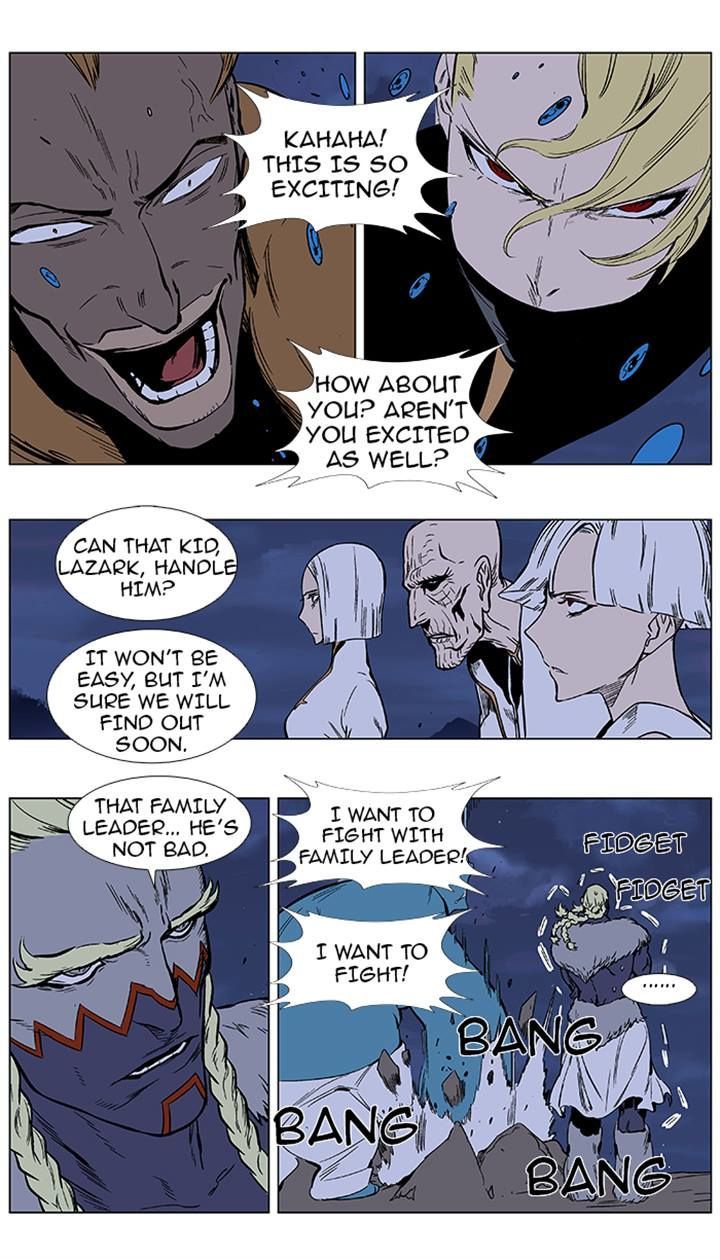 KAHAHA!
THIS IS SO
EXCITING!
HOW ABOUT
YOU? AREN'T
YOU EXCITED
AS WELL?
CAN THAT KID,
LAZARK, HANDLE
HIM?
IT WON'T BE
EASY, BUT I'M
SURE WE WILL
FIND OUT
SOON.
THAT FAMILY
LEADER... HE'S
NOT BAD.
I WANT TO
FIGHT WITH
FAMILY LEADER!
I WANT TO
FIGHT!
FIDGET
FIDGET
......
BANG
BANG
BANG